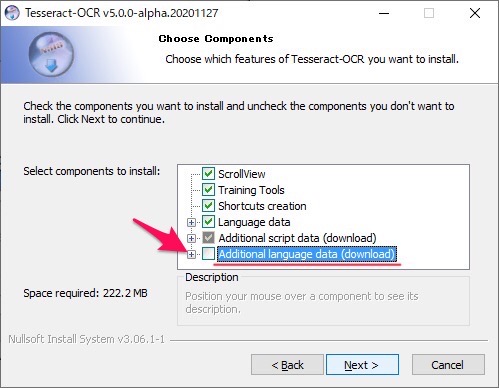 Tesseract-OCR v5.0.0-alpha.20201127
Choose Components
Choose which features of Tesseract-OCR you want to install.
Check the components you want to install and uncheck the components you don't want to
install. Click Next to continue.
Select components to install:
ScrollView
Training Tools
Shortcuts creation
Language data
Additional script data (download)
Additional language data (download)
Space required: 222.2 MB
Description
Position your mouse over a component to see its
description.
Nullsoft Install System v3.06.1-1
< Back
Next >
Cancel